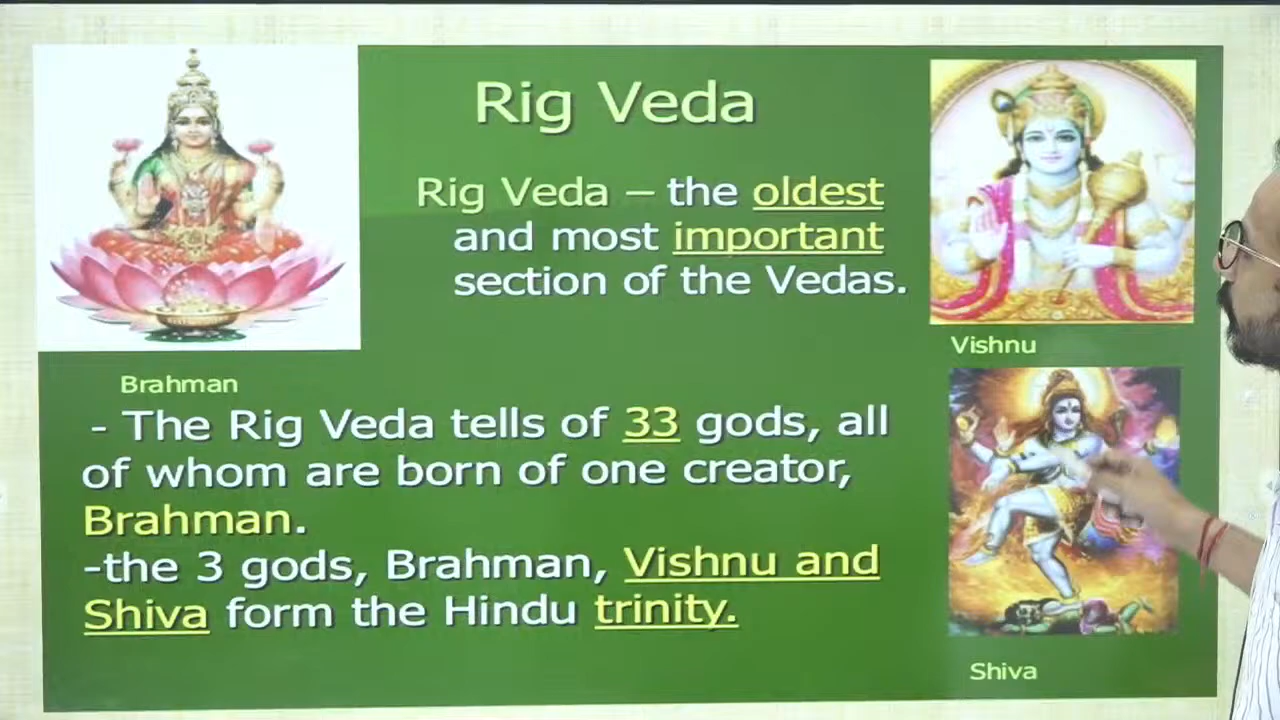 Rig Veda
Rig Veda – the oldest
and most important
section of the Vedas.
Vishnu
Brahman
- The Rig Veda tells of 33 gods, all
of whom are born of one creator,
Brahman.
-the 3 gods, Brahman, Vishnu and
Shiva form the Hindu trinity.
Shiva